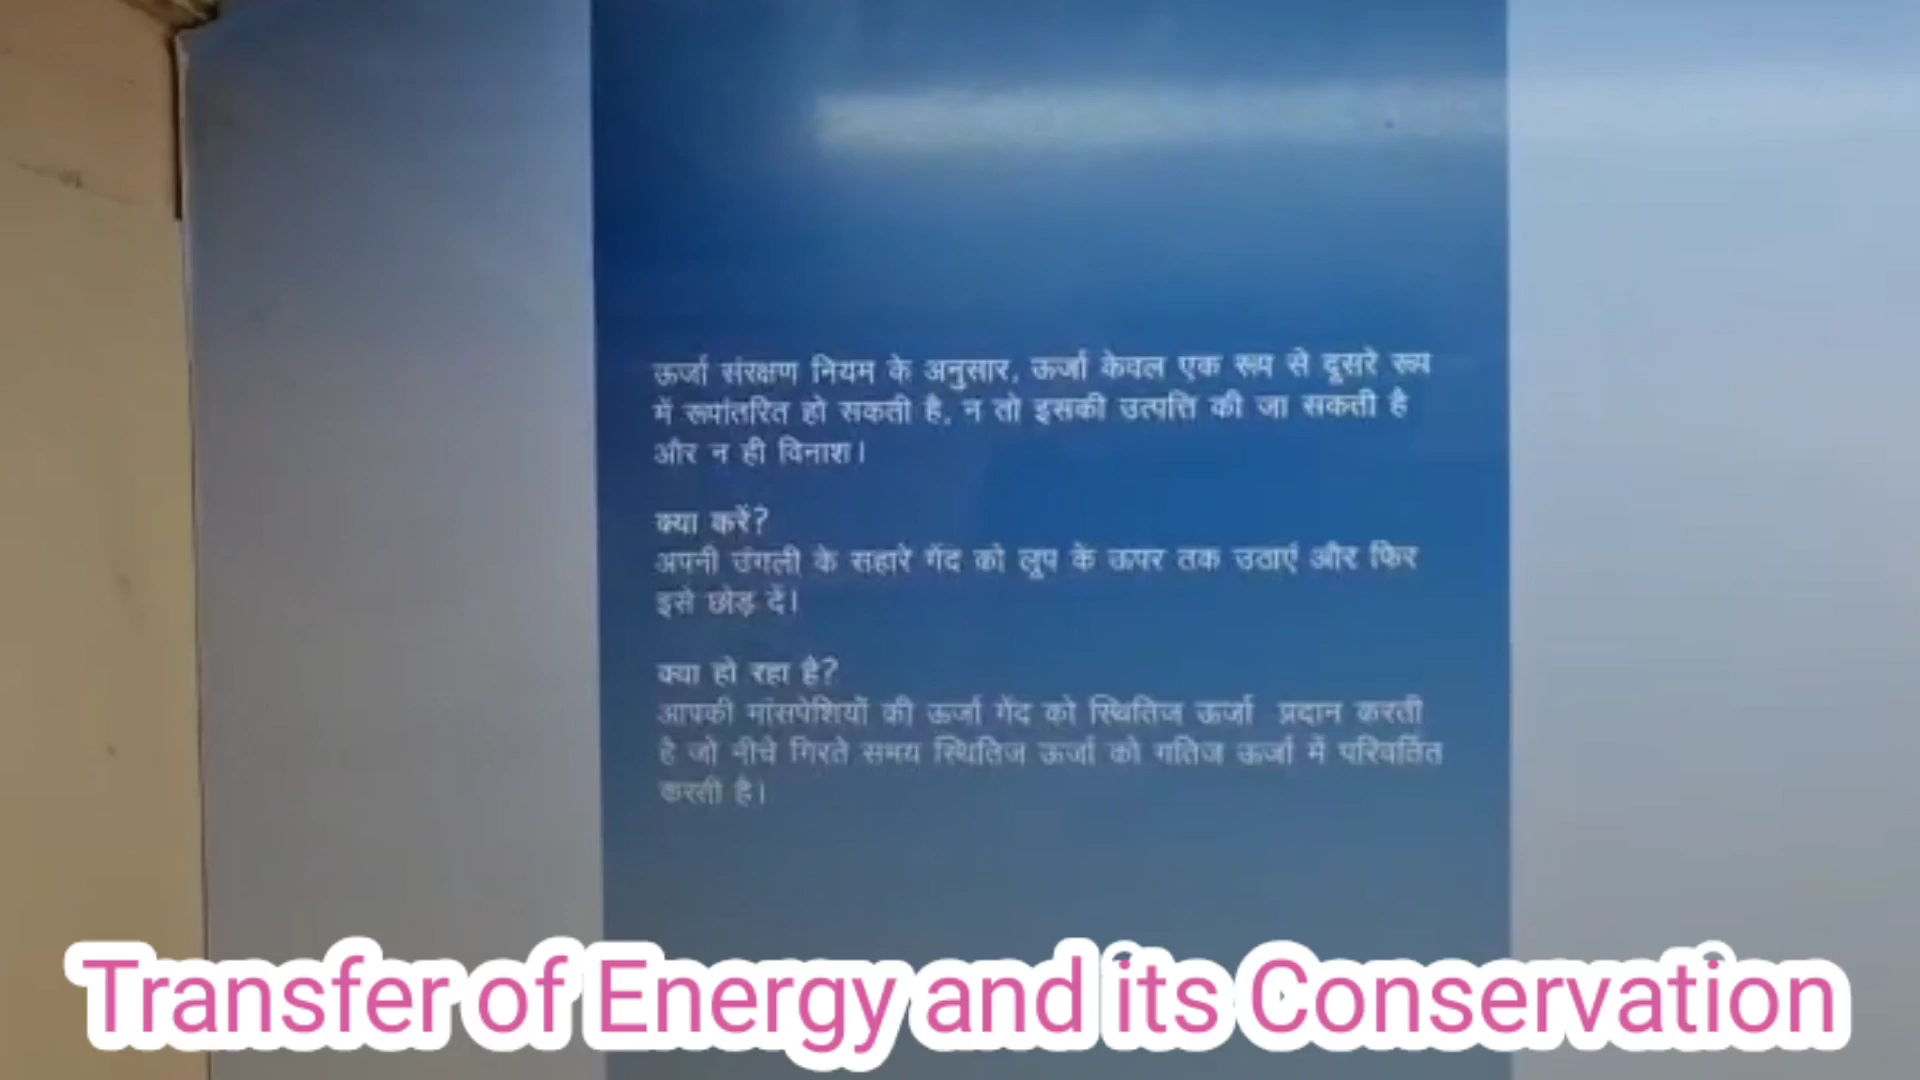 ऊर्जा संरक्षण नियम के अनुसार, ऊर्जा केवल एक रूप से दूसरे रूप
में रूपांतरित हो सकती है, न तो इसकी उत्पत्ति की जा सकती है
और न ही विनाश।
क्या करें?
अपनी उंगली के सहारे गेंद को लूप के ऊपर तक उठाएं और फिर
इसे छोड़ दें।
क्या हो रहा है?
आपकी मांसपेशियों की ऊर्जा गेंद को स्थितिज ऊर्जा प्रदान करती
है जो नीचे गिरते समय स्थितिज ऊर्जा को गतिज ऊर्जा में परिवर्तित
करती है।
Transfer of Energy and its Conservation